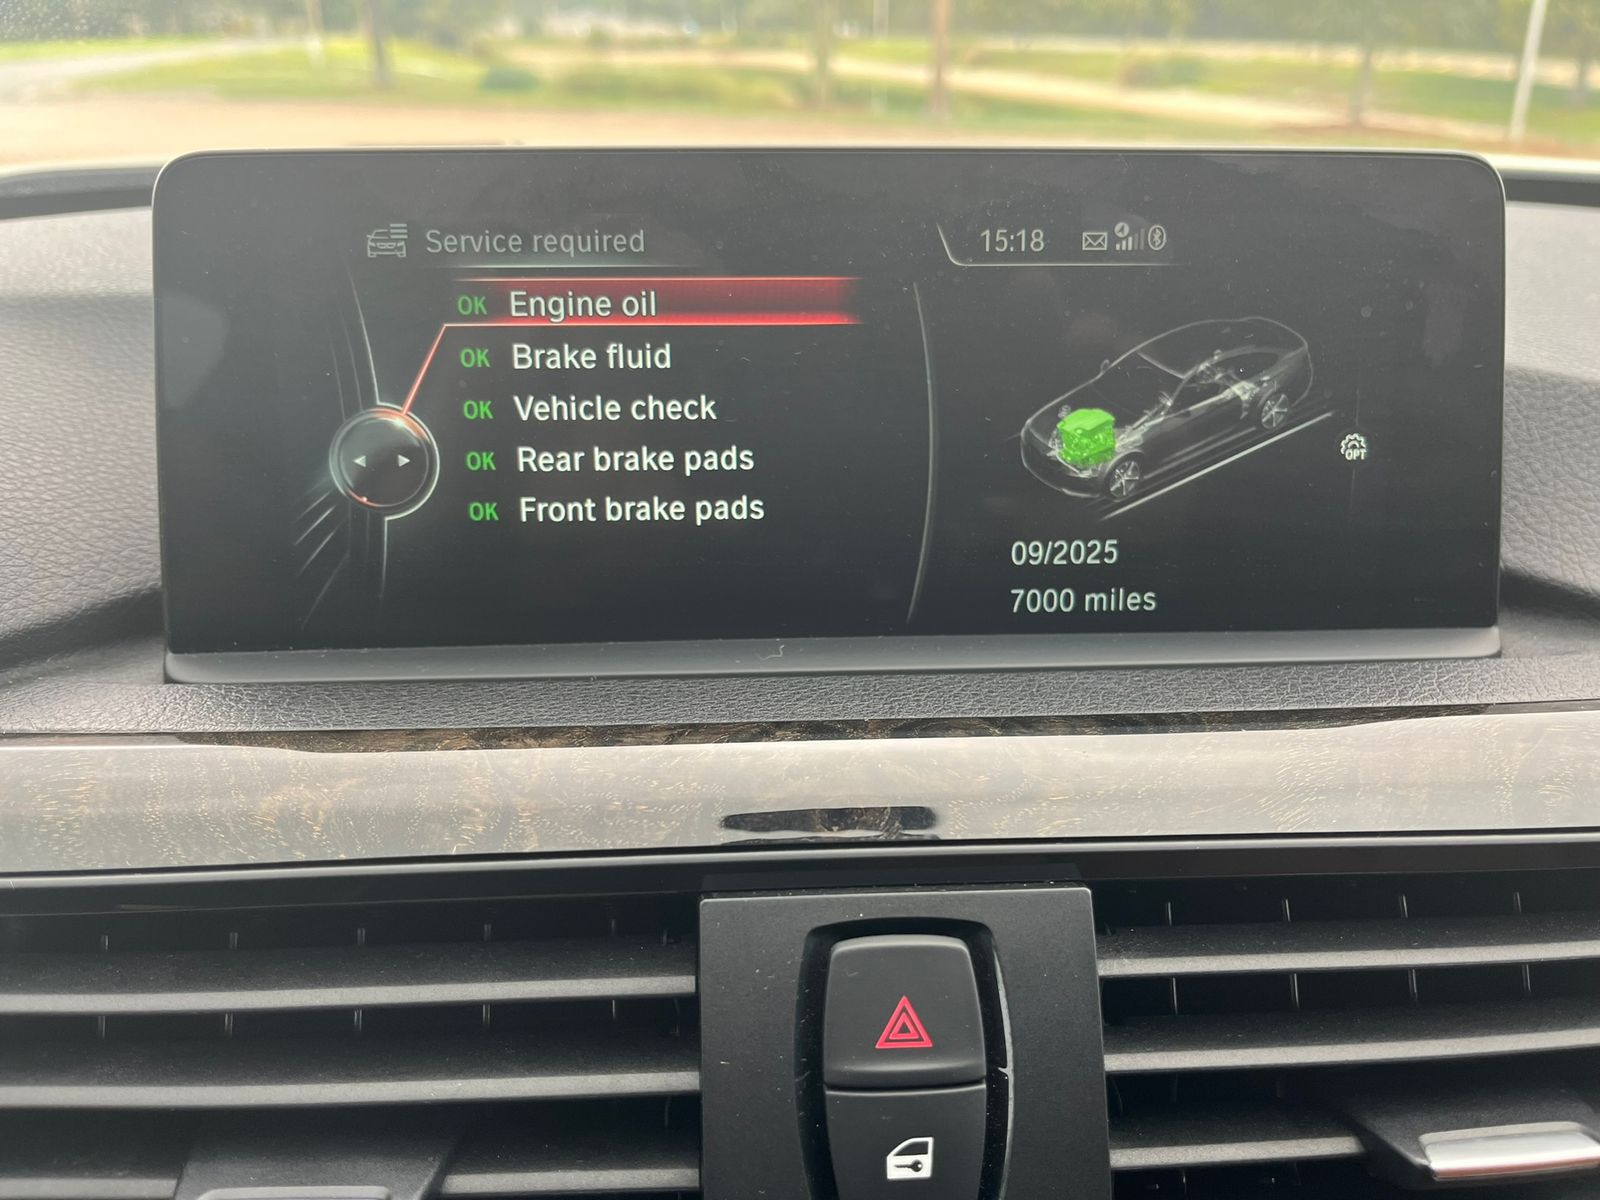 Service required
15:18
OK Engine oil
OK Brake fluid
OK Vehicle check
OK Rear brake pads
OK Front brake pads
OPT
09/2025
7000 miles